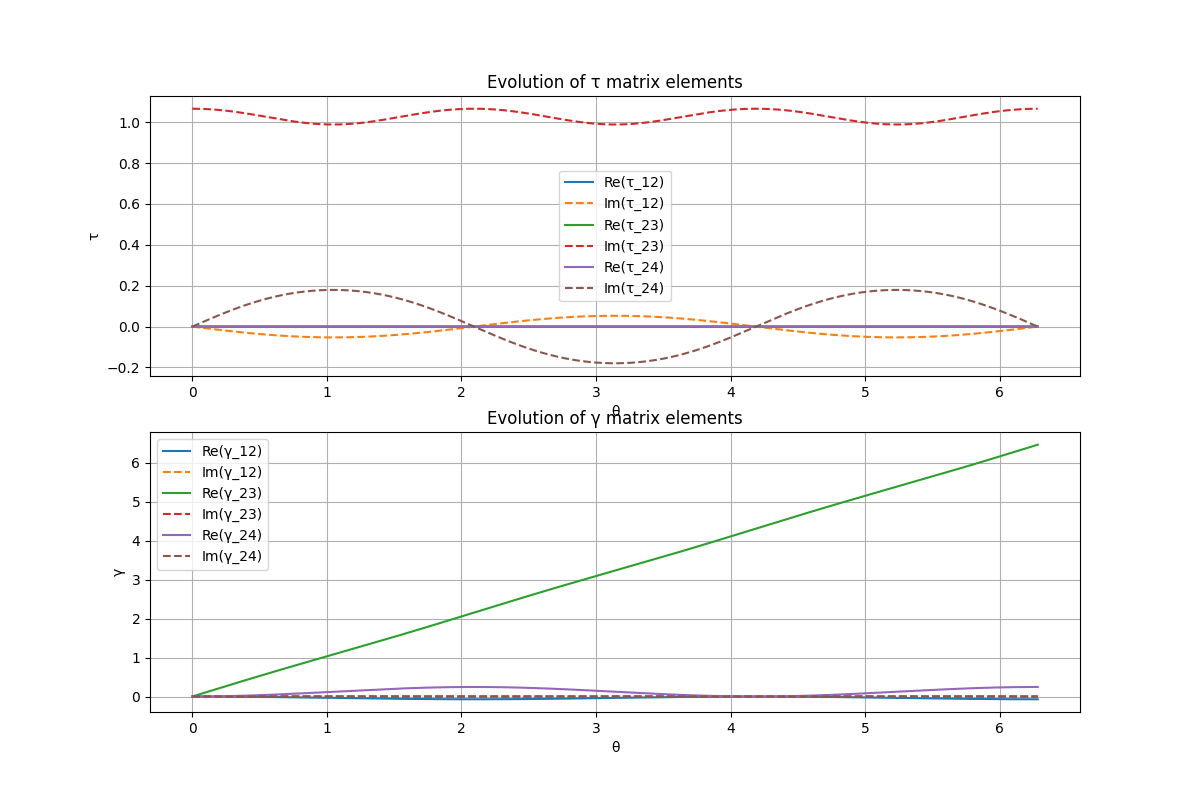 Evolution of τ matrix elements
τ
1.0
0.8
0.6
0.4
0.2
0.0
−0.2
Re(τ_12)
Im(τ_12)
Re(τ_23)
Im(τ_23)
Re(τ_24)
Im(τ_24)
0 1 2 3 4 5 6
θ
Evolution of γ matrix elements
γ
6
5
4
3
2
1
0
Re(γ_12)
Im(γ_12)
Re(γ_23)
Im(γ_23)
Re(γ_24)
Im(γ_24)
0 1 2 3 4 5 6
θ